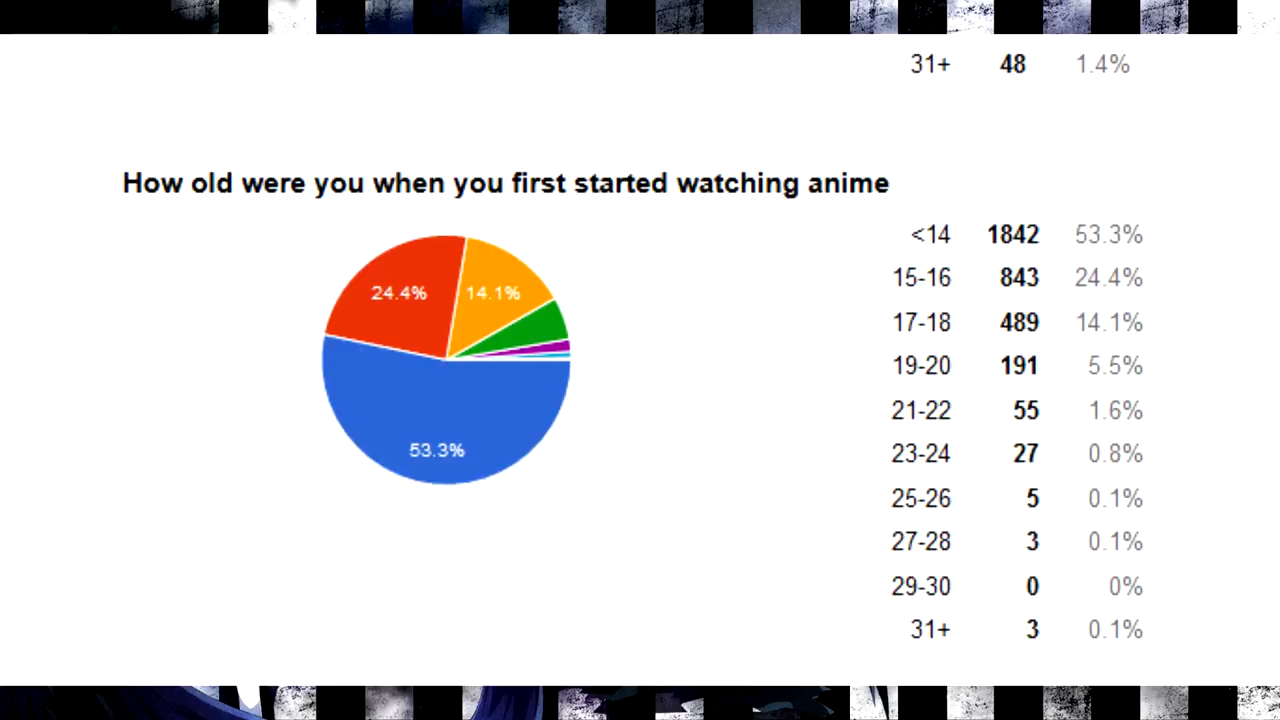 31+ 48 1.4%
How old were you when you first started watching anime
<14 1842 53.3%
15-16 843 24.4%
17-18 489 14.1%
19-20 191 5.5%
21-22 55 1.6%
23-24 27 0.8%
25-26 5 0.1%
27-28 3 0.1%
29-30 0 0%
31+ 3 0.1%
24.4% 14.1%
53.3%